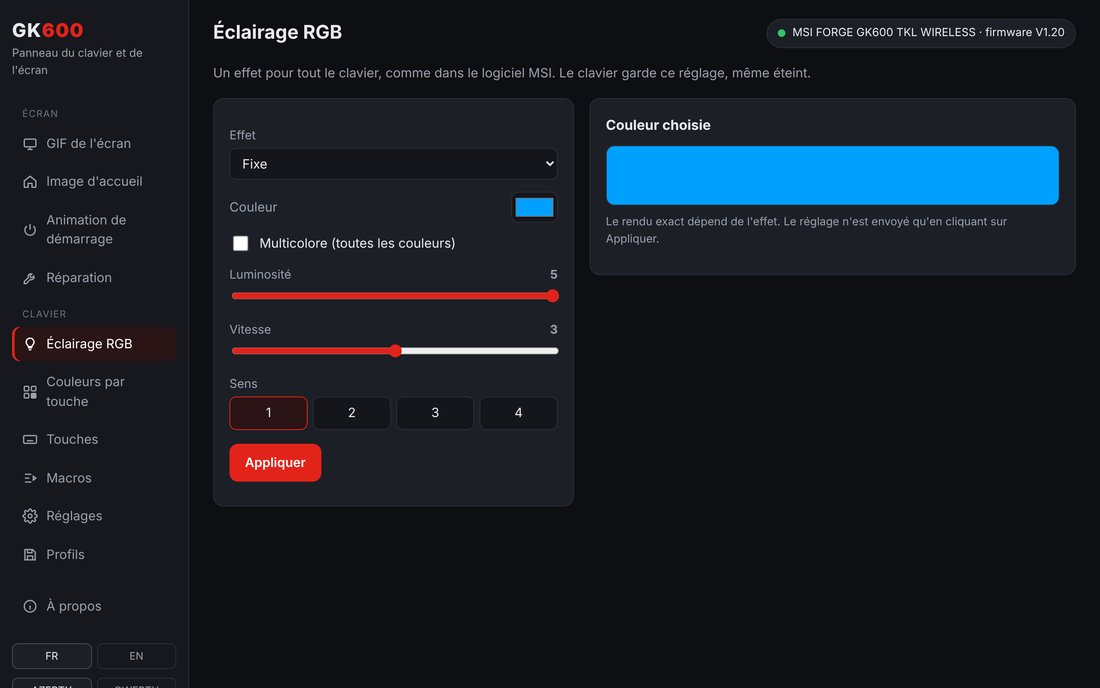 GK600
Panneau du clavier et de
l'écran
ÉCRAN
GIF de l'écran
Image d'accueil
Animation de
démarrage
Réparation
CLAVIER
Éclairage RGB
Couleurs par
touche
Touches
Macros
Réglages
Profils
À propos
FR
EN
AZERTY
QWERTY
Éclairage RGB
MSI FORGE GK600 TKL WIRELESS · firmware V1.20
Un effet pour tout le clavier, comme dans le logiciel MSI. Le clavier garde ce réglage, même éteint.
Effet
Fixe
Couleur
Multicolore (toutes les couleurs)
Luminosité 5
Vitesse 3
Sens
1 2 3 4
Appliquer
Couleur choisie
Le rendu exact dépend de l'effet. Le réglage n'est envoyé qu'en cliquant sur
Appliquer.